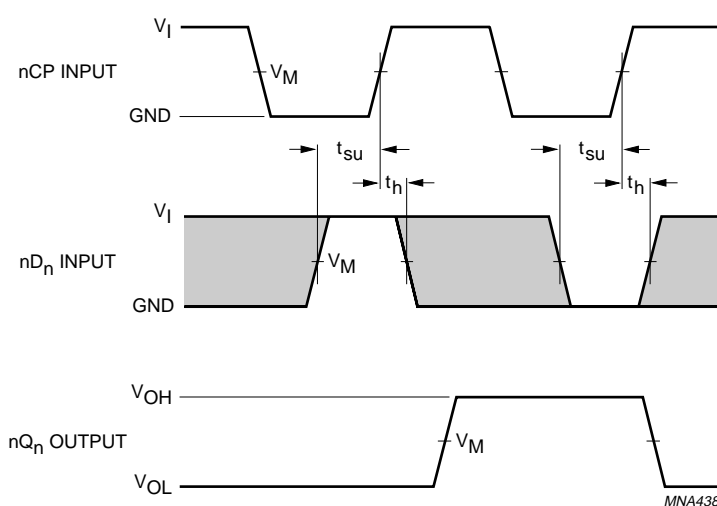 V_I
nCP INPUT
V_M
GND
t_su
t_su
t_h
t_h
V_I
nD_n INPUT
V_M
GND
V_OH
nQ_n OUTPUT
V_M
V_OL
MNA438